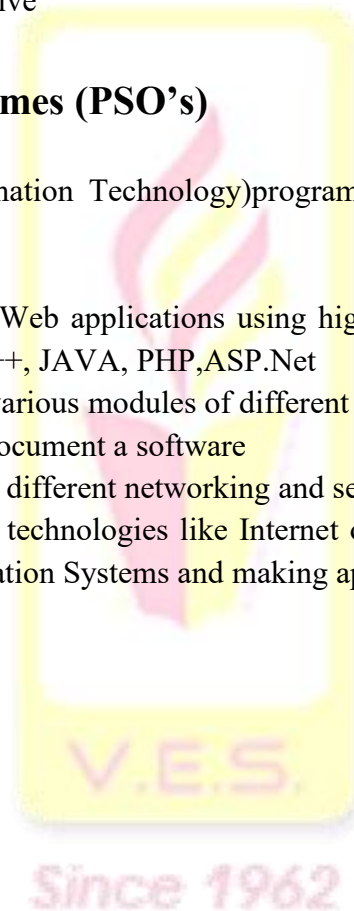 ive
mes (PSO's)
nation Technology)program
Web applications using hig
++, JAVA, PHP,ASP.Net
various modules of different
ocument a software
different networking and se
technologies like Internet
ation Systems and making ap
V.E.S.
Since 1962